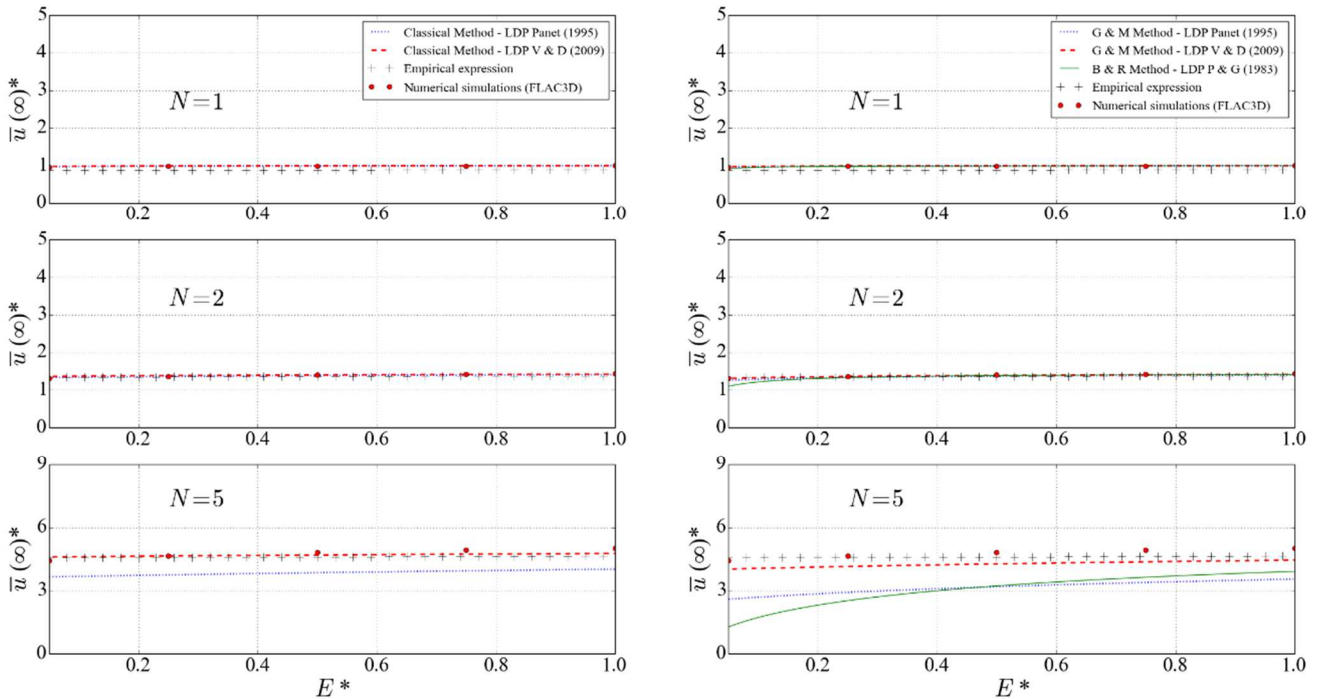 5
4
3
2
1
0
u̅(∞)*
N=1
Classical Method - LDP Panet (1995)
Classical Method - LDP V & D (2009)
Empirical expression
Numerical simulations (FLAC3D)
0.2 0.4 0.6 0.8 1.0
5
4
3
2
1
0
u̅(∞)*
N=2
0.2 0.4 0.6 0.8 1.0
9
6
3
0
u̅(∞)*
N=5
0.2 0.4 0.6 0.8 1.0
E*
5
4
3
2
1
0
u̅(∞)*
N=1
G & M Method - LDP Panet (1995)
G & M Method - LDP V & D (2009)
B & R Method - LDP P & G (1983)
Empirical expression
Numerical simulations (FLAC3D)
0.2 0.4 0.6 0.8 1.0
5
4
3
2
1
0
u̅(∞)*
N=2
0.2 0.4 0.6 0.8 1.0
9
6
3
0
u̅(∞)*
N=5
0.2 0.4 0.6 0.8 1.0
E*